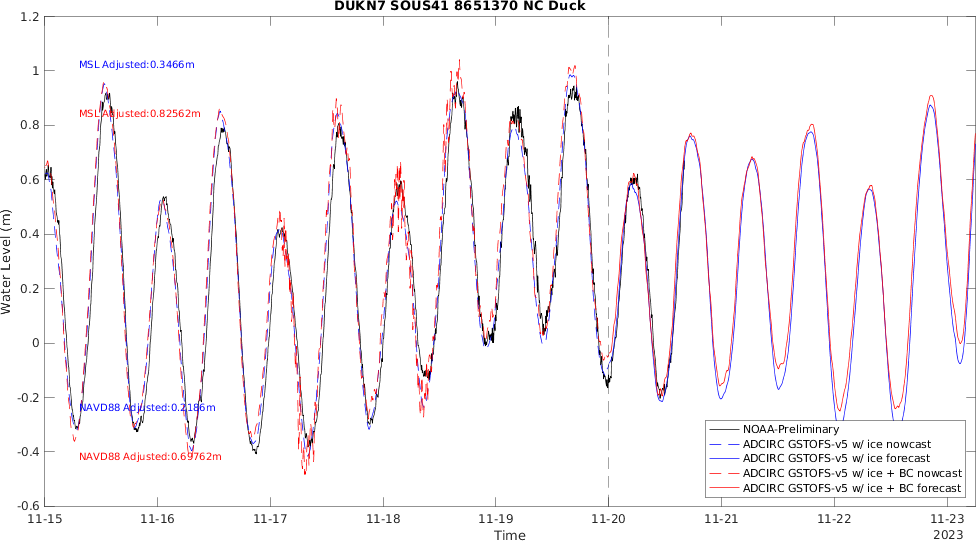 DUKN7 SOUS41 8651370 NC Duck
1.2
1
0.8
0.6
0.4
0.2
0
-0.2
-0.4
-0.6
Water Level (m)
MSL Adjusted:0.3466m
MSL Adjusted:0.82562m
NAVD88 Adjusted:0.2186m
NAVD88 Adjusted:0.69762m
NOAA-Preliminary
ADCIRC GSTOFS-v5 w/ ice nowcast
ADCIRC GSTOFS-v5 w/ ice forecast
ADCIRC GSTOFS-v5 w/ ice + BC nowcast
ADCIRC GSTOFS-v5 w/ ice + BC forecast
11-15 11-16 11-17 11-18 11-19 11-20 11-21 11-22 11-23
Time 2023